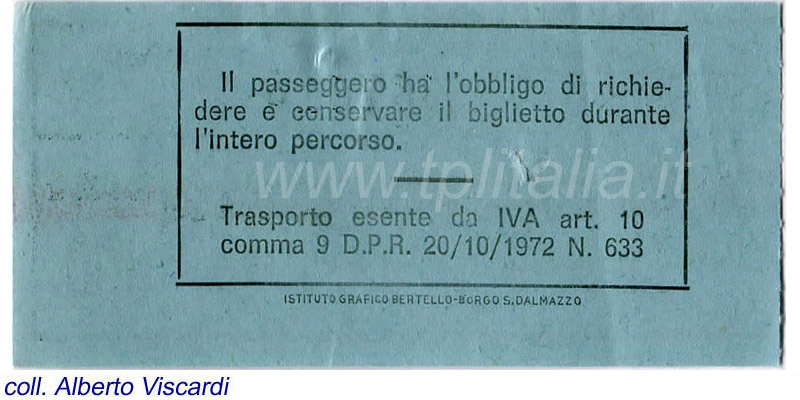 Il passeggero ha l'obbligo di richie-
dere e conservare il biglietto durante
l'intero percorso.
www.tplitalia.it
Trasporto esente da IVA art. 10
comma 9 D.P.R. 20/10/1972 N. 633
ISTITUTO GRAFICO BERTELLO-BORGO S. DALMAZZO
coll. Alberto Viscardi